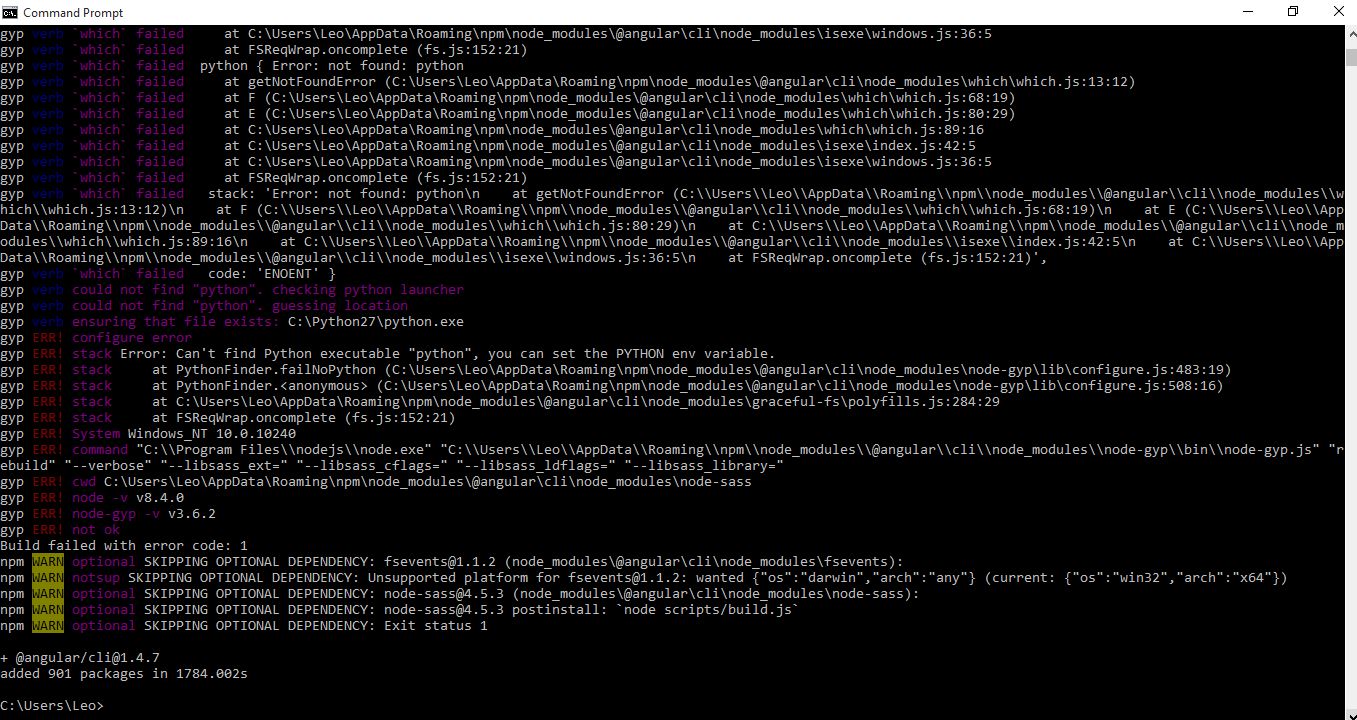 Command Prompt
gyp verb `which` failed     at C:\Users\Leo\AppData\Roaming\npm\node_modules\@angular\cli\node_modules\isexe\windows.js:36:5
gyp verb `which` failed     at FSReqWrap.oncomplete (fs.js:152:21)
gyp verb `which` failed  python { Error: not found: python
gyp verb `which` failed     at getNotFoundError (C:\Users\Leo\AppData\Roaming\npm\node_modules\@angular\cli\node_modules\which\which.js:13:12)
gyp verb `which` failed     at F (C:\Users\Leo\AppData\Roaming\npm\node_modules\@angular\cli\node_modules\which\which.js:68:19)
gyp verb `which` failed     at E (C:\Users\Leo\AppData\Roaming\npm\node_modules\@angular\cli\node_modules\which\which.js:80:29)
gyp verb `which` failed     at C:\Users\Leo\AppData\Roaming\npm\node_modules\@angular\cli\node_modules\which\which.js:89:16
gyp verb `which` failed     at C:\Users\Leo\AppData\Roaming\npm\node_modules\@angular\cli\node_modules\isexe\index.js:42:5
gyp verb `which` failed     at C:\Users\Leo\AppData\Roaming\npm\node_modules\@angular\cli\node_modules\isexe\windows.js:36:5
gyp verb `which` failed     at FSReqWrap.oncomplete (fs.js:152:21)
gyp verb `which` failed   stack: 'Error: not found: python\n    at getNotFoundError (C:\\Users\\Leo\\AppData\\Roaming\\npm\\node_modules\\@angular\\cli\\node_modules\\w
hich\\which.js:13:12)\n    at F (C:\\Users\\Leo\\AppData\\Roaming\\npm\\node_modules\\@angular\\cli\\node_modules\\which\\which.js:68:19)\n    at E (C:\\Users\\Leo\\App
Data\\Roaming\\npm\\node_modules\\@angular\\cli\\node_modules\\which\\which.js:80:29)\n    at C:\\Users\\Leo\\AppData\\Roaming\\npm\\node_modules\\@angular\\cli\\node_m
odules\\which\\which.js:89:16\n    at C:\\Users\\Leo\\AppData\\Roaming\\npm\\node_modules\\@angular\\cli\\node_modules\\isexe\\index.js:42:5\n    at C:\\Users\\Leo\\App
Data\\Roaming\\npm\\node_modules\\@angular\\cli\\node_modules\\isexe\\windows.js:36:5\n    at FSReqWrap.oncomplete (fs.js:152:21)',
gyp verb `which` failed   code: 'ENOENT' }
gyp verb could not find "python". checking python launcher
gyp verb could not find "python". guessing location
gyp verb ensuring that file exists: C:\Python27\python.exe
gyp ERR! configure error
gyp ERR! stack Error: Can't find Python executable "python", you can set the PYTHON env variable.
gyp ERR! stack     at PythonFinder.failNoPython (C:\Users\Leo\AppData\Roaming\npm\node_modules\@angular\cli\node_modules\node-gyp\lib\configure.js:483:19)
gyp ERR! stack     at PythonFinder.<anonymous> (C:\Users\Leo\AppData\Roaming\npm\node_modules\@angular\cli\node_modules\node-gyp\lib\configure.js:508:16)
gyp ERR! stack     at C:\Users\Leo\AppData\Roaming\npm\node_modules\@angular\cli\node_modules\graceful-fs\polyfills.js:284:29
gyp ERR! stack     at FSReqWrap.oncomplete (fs.js:152:21)
gyp ERR! System Windows_NT 10.0.10240
gyp ERR! command "C:\\Program Files\\nodejs\\node.exe" "C:\\Users\\Leo\\AppData\\Roaming\\npm\\node_modules\\@angular\\cli\\node_modules\\node-gyp\\bin\\node-gyp.js" "r
ebuild" "--verbose" "--libsass_ext=" "--libsass_cflags=" "--libsass_ldflags=" "--libsass_library="
gyp ERR! cwd C:\Users\Leo\AppData\Roaming\npm\node_modules\@angular\cli\node_modules\node-sass
gyp ERR! node -v v8.4.0
gyp ERR! node-gyp -v v3.6.2
gyp ERR! not ok
Build failed with error code: 1
npm WARN optional SKIPPING OPTIONAL DEPENDENCY: fsevents@1.1.2 (node_modules\@angular\cli\node_modules\fsevents):
npm WARN notsup SKIPPING OPTIONAL DEPENDENCY: Unsupported platform for fsevents@1.1.2: wanted {"os":"darwin","arch":"any"} (current: {"os":"win32","arch":"x64"})
npm WARN optional SKIPPING OPTIONAL DEPENDENCY: node-sass@4.5.3 (node_modules\@angular\cli\node_modules\node-sass):
npm WARN optional SKIPPING OPTIONAL DEPENDENCY: node-sass@4.5.3 postinstall: `node scripts/build.js`
npm WARN optional SKIPPING OPTIONAL DEPENDENCY: Exit status 1
+ @angular/cli@1.4.7
added 901 packages in 1784.002s
C:\Users\Leo>